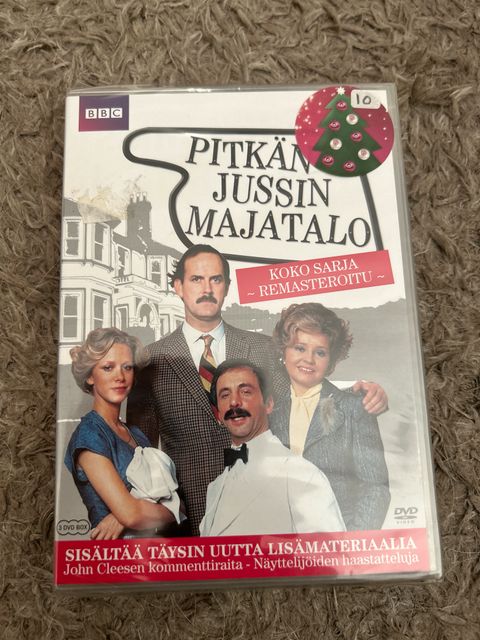 BBC
10
PITKÄN
JUSSIN
MAJATALO
KOKO SARJA
~ REMASTEROITU ~
3 DVD BOX
DVD
VIDEO
SISÄLTÄÄ TÄYSIN UUTTA LISÄMATERIAALIA
John Cleesen kommenttiraita - Näyttelijöiden haastatteluja